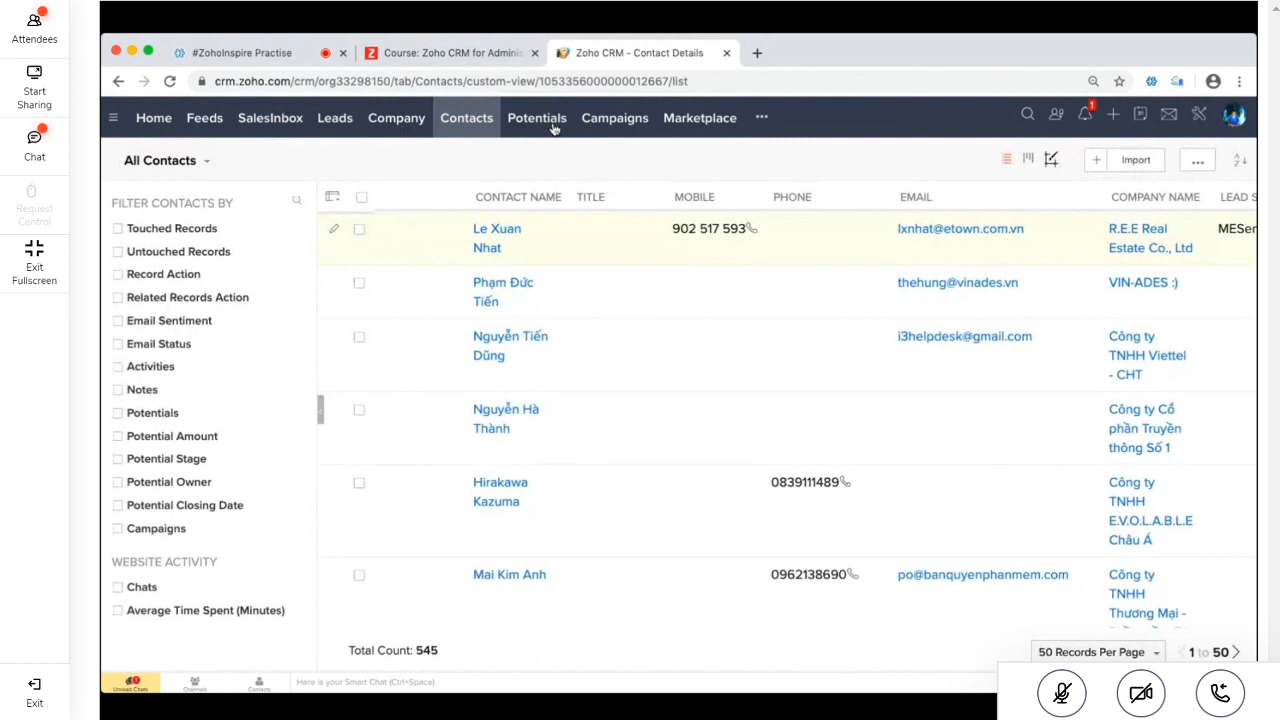 Attendees
Start
Sharing
Chat
Request
Control
Exit
Fullscreen
Exit
#ZohoInspire Practise
Course: Zoho CRM for Adminis
Zoho CRM - Contact Details
crm.zoho.com/crm/org33298150/tab/Contacts/custom-view/1053356000000012667/list
Home Feeds SalesInbox Leads Company Contacts Potentials Campaigns Marketplace ...
1
All Contacts
Import
...
FILTER CONTACTS BY
Touched Records
Untouched Records
Record Action
Related Records Action
Email Sentiment
Email Status
Activities
Notes
Potentials
Potential Amount
Potential Stage
Potential Owner
Potential Closing Date
Campaigns
WEBSITE ACTIVITY
Chats
Average Time Spent (Minutes)
CONTACT NAME TITLE MOBILE PHONE EMAIL COMPANY NAME LEAD S
Le Xuan 902 517 593 lxnhat@etown.com.vn R.E.E Real MESer
Nhat Estate Co., Ltd
Phạm Đức thehung@vinades.vn VIN-ADES :)
Tiến
Nguyễn Tiến i3helpdesk@gmail.com Công ty
Dũng TNHH Viettel
- CHT
Nguyễn Hà Công ty Cổ
Thành phần Truyền
thông Số 1
Hirakawa 0839111489 Công ty
Kazuma TNHH
E.V.O.L.A.B.L.E
Châu Á
Mai Kim Anh 0962138690 po@banquyenphanmem.com Công ty
TNHH
Thương Mại -
Total Count: 545
50 Records Per Page 1 to 50
Unread Chats Channels Contacts Here is your Smart Chat (Ctrl+Space)